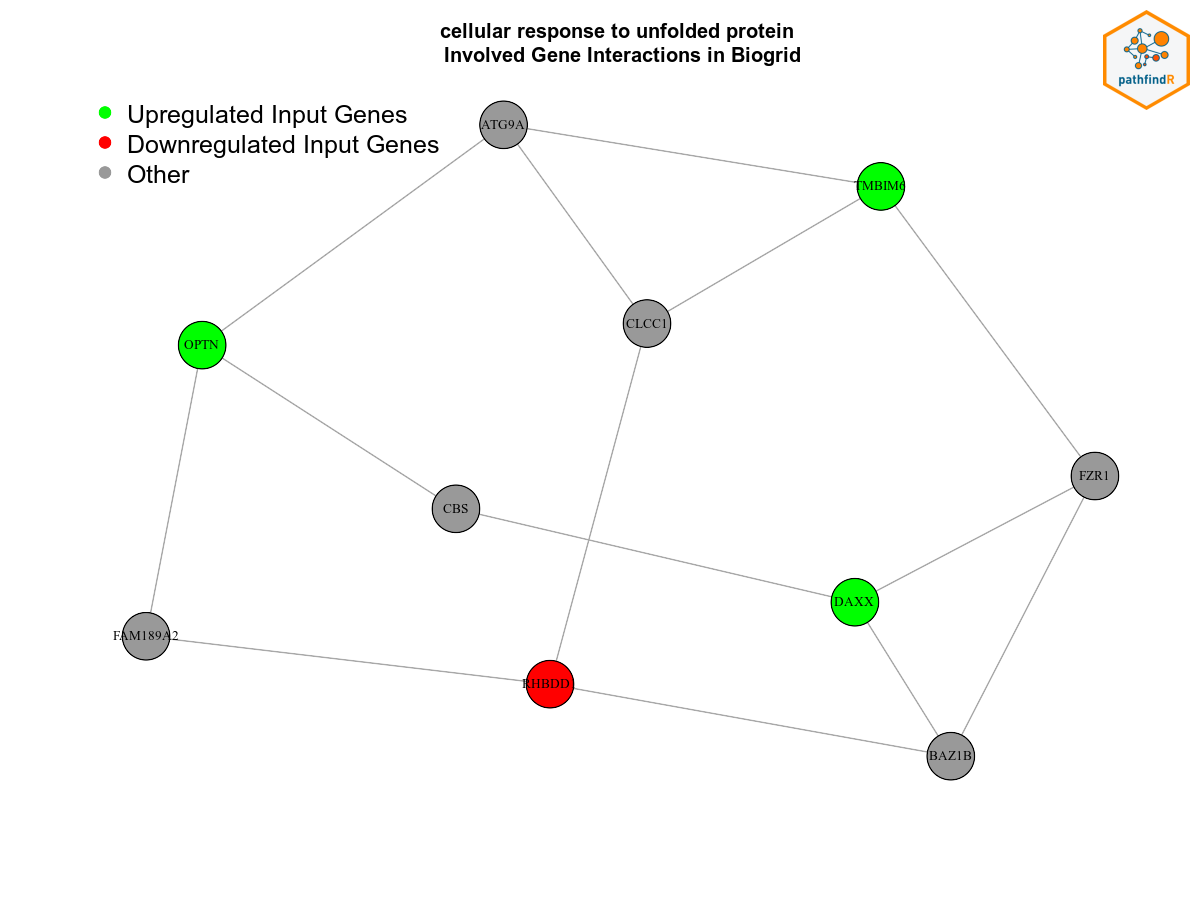 cellular response to unfolded protein
Involved Gene Interactions in Biogrid
pathfindR
Upregulated Input Genes
Downregulated Input Genes
Other
ATG9A
TMBIM6
CLCC1
OPTN
FZR1
CBS
DAXX
FAM189A2
RHBDD
BAZ1B